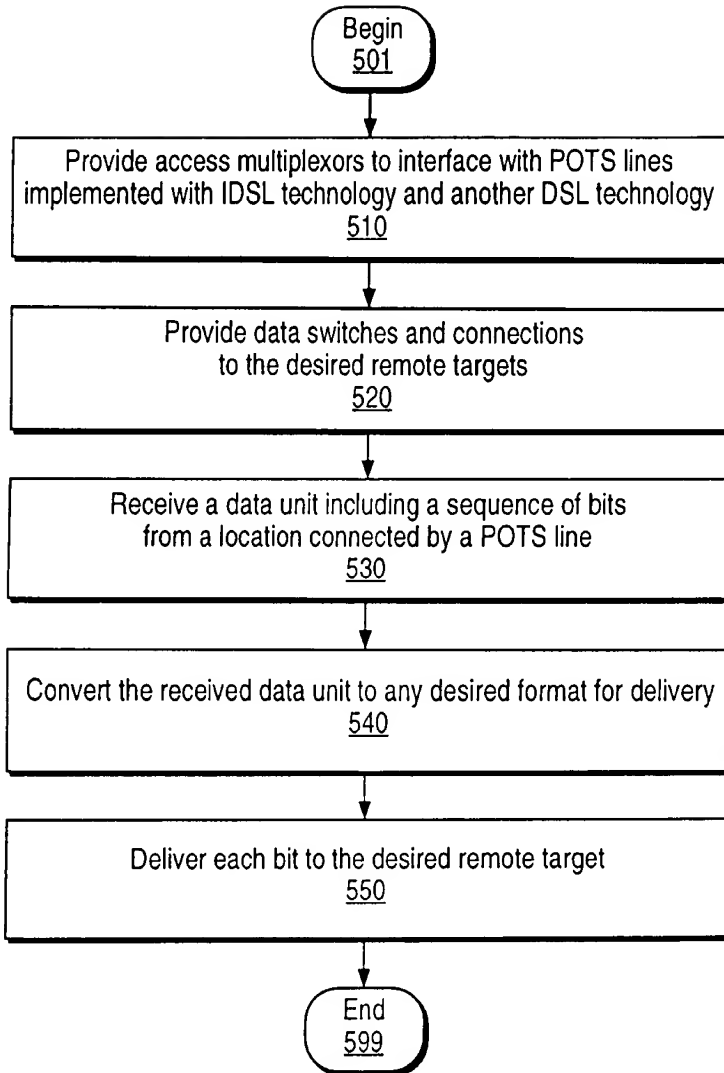 Begin
501
Provide access multiplexors to interface with POTS lines
implemented with IDSL technology and another DSL technology
510
Provide data switches and connections
to the desired remote targets
520
Receive a data unit including a sequence of bits
from a location connected by a POTS line
530
Convert the received data unit to any desired format for delivery
540
Deliver each bit to the desired remote target
550
End
599